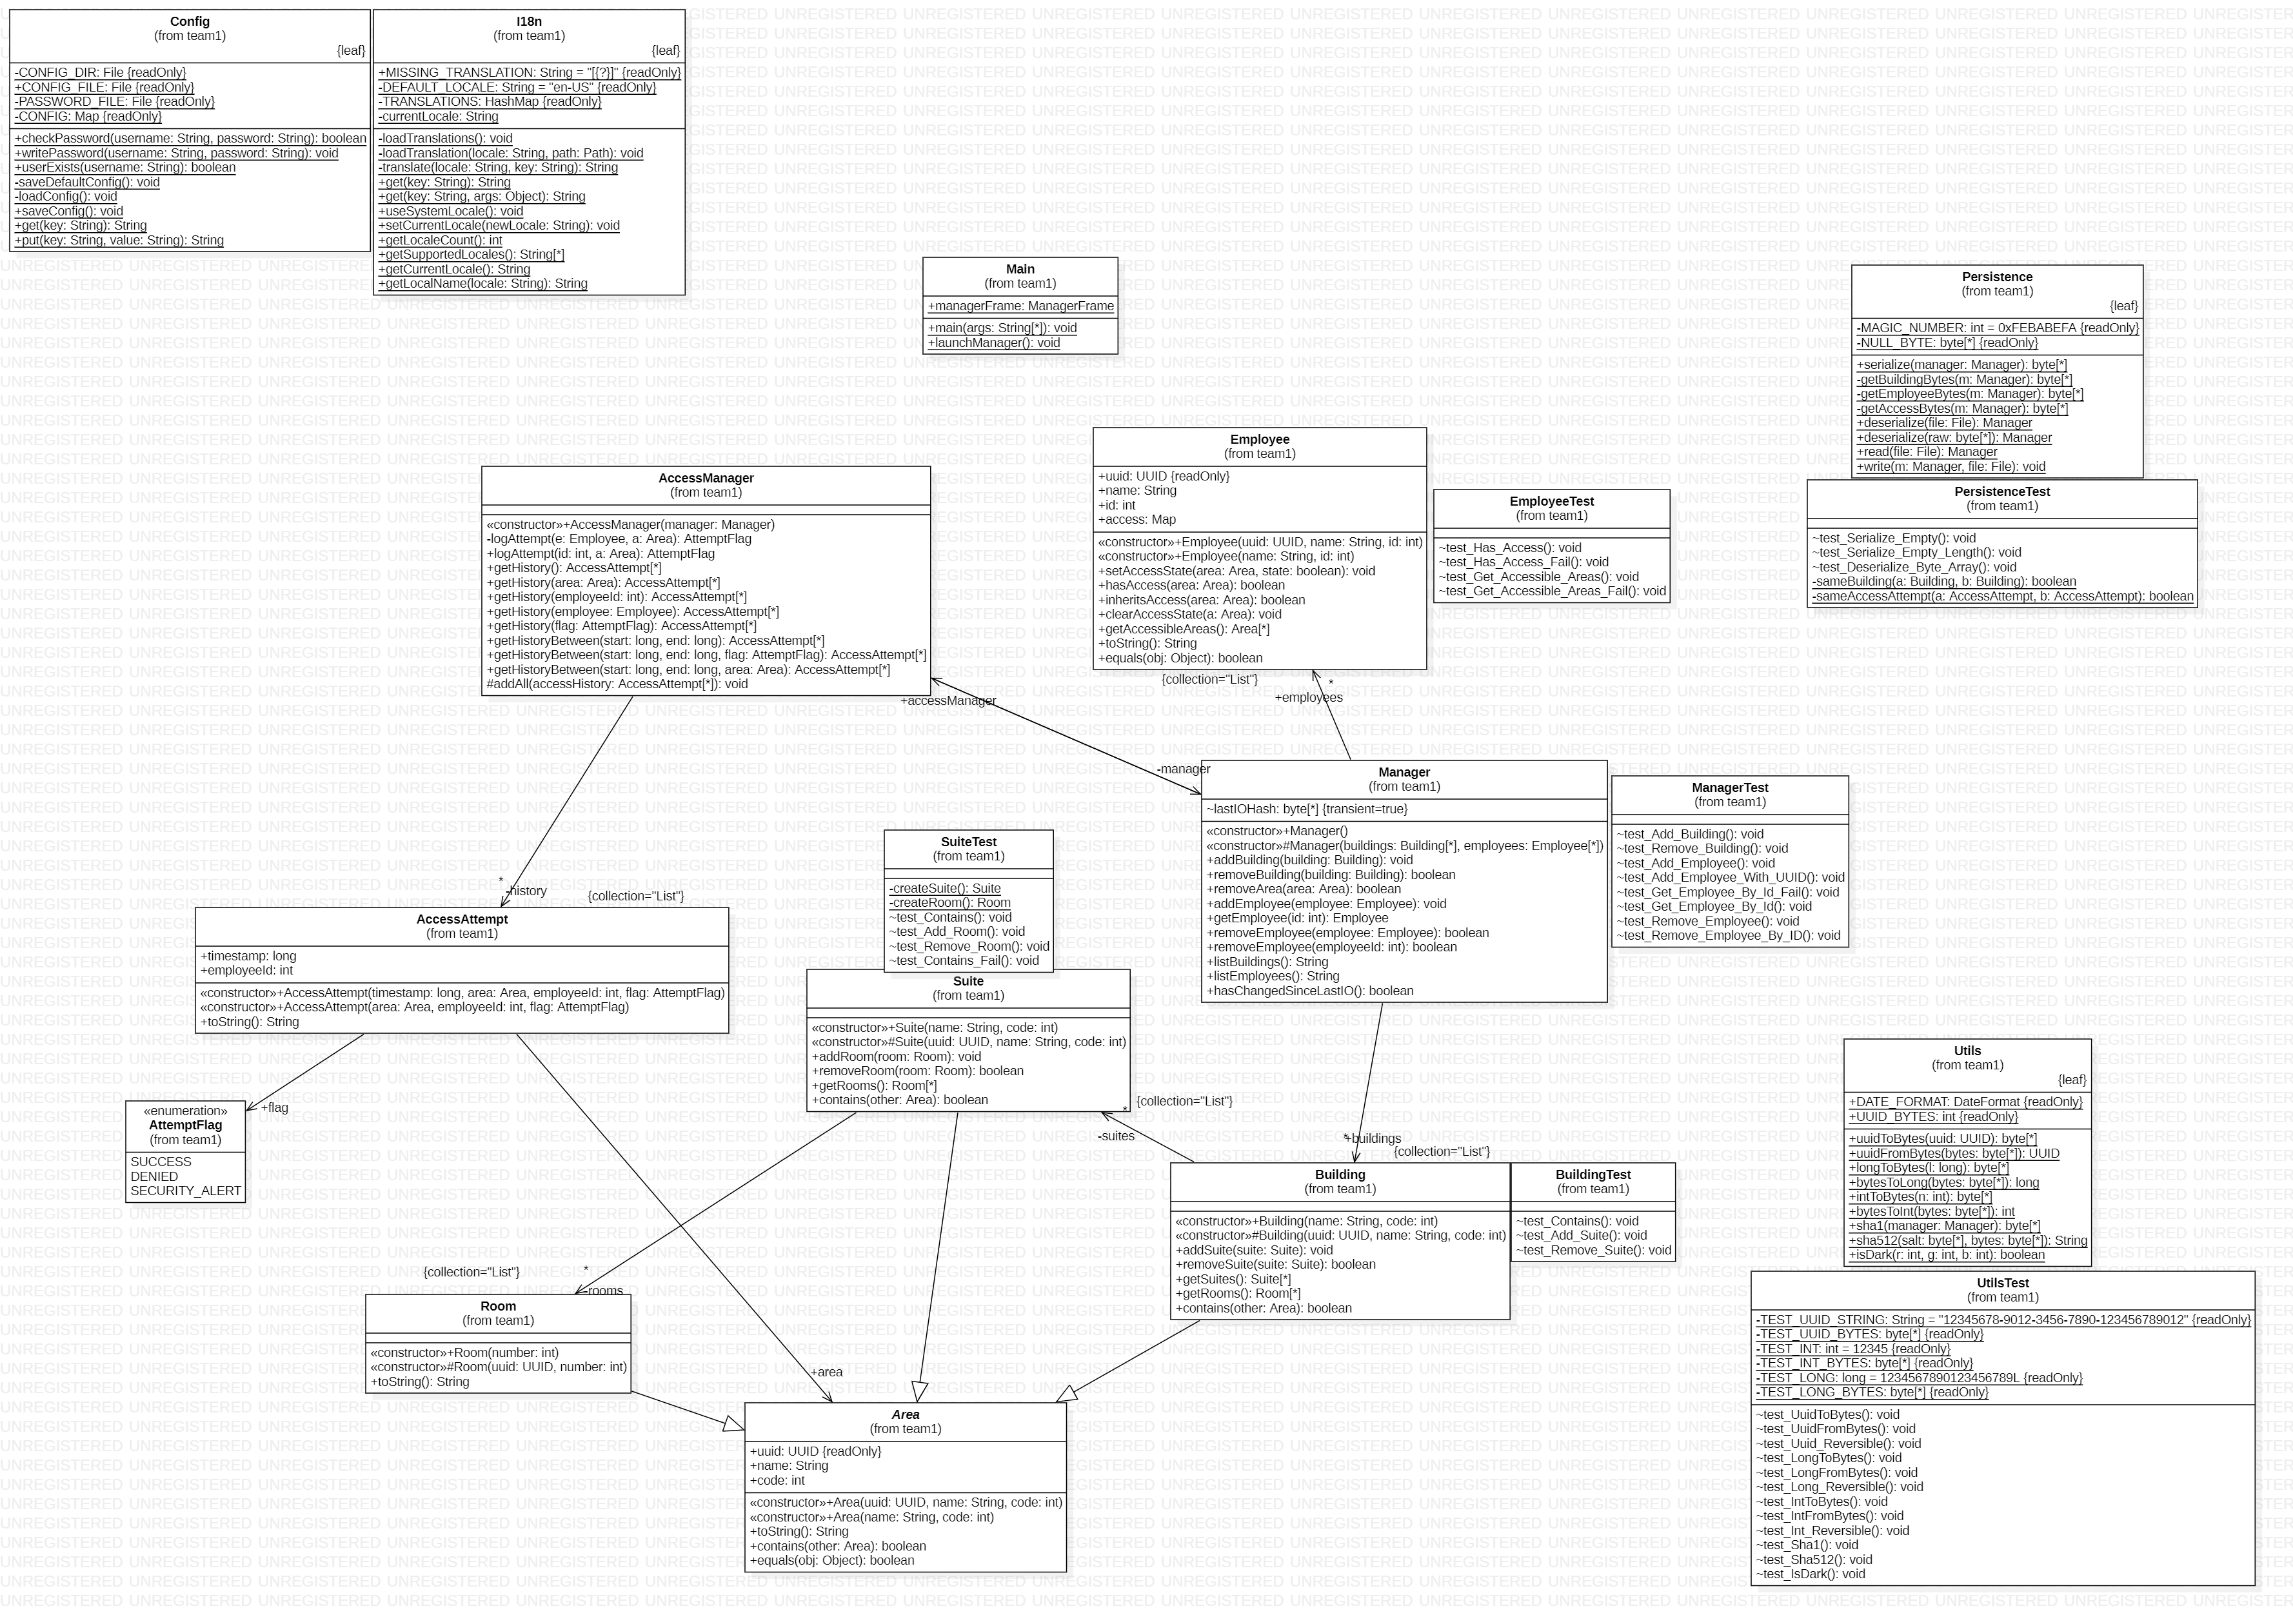 Config
(from team1)
{leaf}
-CONFIG_DIR: File {readOnly}
+CONFIG_FILE: File {readOnly}
-PASSWORD_FILE: File {readOnly}
-CONFIG: Map {readOnly}
+checkPassword(username: String, password: String): boolean
+writePassword(username: String, password: String): void
+userExists(username: String): boolean
-saveDefaultConfig(): void
-loadConfig(): void
+saveConfig(): void
+get(key: String): String
+put(key: String, value: String): String
I18n
(from team1)
{leaf}
+MISSING_TRANSLATION: String = "[{?}]" {readOnly}
-DEFAULT_LOCALE: String = "en-US" {readOnly}
-TRANSLATIONS: HashMap {readOnly}
-currentLocale: String
-loadTranslations(): void
-loadTranslation(locale: String, path: Path): void
-translate(locale: String, key: String): String
+get(key: String): String
+get(key: String, args: Object): String
+useSystemLocale(): void
+setCurrentLocale(newLocale: String): void
+getLocaleCount(): int
+getSupportedLocales(): String[*]
+getCurrentLocale(): String
+getLocalName(locale: String): String
Main
(from team1)
+managerFrame: ManagerFrame
+main(args: String[*]): void
+launchManager(): void
Persistence
(from team1)
{leaf}
-MAGIC_NUMBER: int = 0xFEBABEFA {readOnly}
-NULL_BYTE: byte[*] {readOnly}
+serialize(manager: Manager): byte[*]
-getBuildingBytes(m: Manager): byte[*]
-getEmployeeBytes(m: Manager): byte[*]
-getAccessBytes(m: Manager): byte[*]
+deserialize(file: File): Manager
+deserialize(raw: byte[*]): Manager
+read(file: File): Manager
+write(m: Manager, file: File): void
PersistenceTest
(from team1)
~test_Serialize_Empty(): void
~test_Serialize_Empty_Length(): void
~test_Deserialize_Byte_Array(): void
-sameBuilding(a: Building, b: Building): boolean
-sameAccessAttempt(a: AccessAttempt, b: AccessAttempt): boolean
Employee
(from team1)
+uuid: UUID {readOnly}
+name: String
+id: int
+access: Map
«constructor»+Employee(uuid: UUID, name: String, id: int)
«constructor»+Employee(name: String, id: int)
+setAccessState(area: Area, state: boolean): void
+hasAccess(area: Area): boolean
+inheritsAccess(area: Area): boolean
+clearAccessState(a: Area): void
+getAccessibleAreas(): Area[*]
+toString(): String
+equals(obj: Object): boolean
EmployeeTest
(from team1)
~test_Has_Access(): void
~test_Has_Access_Fail(): void
~test_Get_Accessible_Areas(): void
~test_Get_Accessible_Areas_Fail(): void
AccessManager
(from team1)
«constructor»+AccessManager(manager: Manager)
-logAttempt(e: Employee, a: Area): AttemptFlag
+logAttempt(id: int, a: Area): AttemptFlag
+getHistory(): AccessAttempt[*]
+getHistory(area: Area): AccessAttempt[*]
+getHistory(employeeId: int): AccessAttempt[*]
+getHistory(employee: Employee): AccessAttempt[*]
+getHistory(flag: AttemptFlag): AccessAttempt[*]
+getHistoryBetween(start: long, end: long): AccessAttempt[*]
+getHistoryBetween(start: long, end: long, flag: AttemptFlag): AccessAttempt[*]
+getHistoryBetween(start: long, end: long, area: Area): AccessAttempt[*]
#addAll(accessHistory: AccessAttempt[*]): void
{collection="List"}
*
+employees
+accessManager
-manager
Manager
(from team1)
~lastIOHash: byte[*] {transient=true}
«constructor»+Manager()
«constructor»#Manager(buildings: Building[*], employees: Employee[*])
+addBuilding(building: Building): void
+removeBuilding(building: Building): boolean
+removeArea(area: Area): boolean
+addEmployee(employee: Employee): void
+getEmployee(id: int): Employee
+removeEmployee(employee: Employee): boolean
+removeEmployee(employeeId: int): boolean
+listBuildings(): String
+listEmployees(): String
+hasChangedSinceLastIO(): boolean
ManagerTest
(from team1)
~test_Add_Building(): void
~test_Remove_Building(): void
~test_Add_Employee(): void
~test_Add_Employee_With_UUID(): void
~test_Get_Employee_By_Id_Fail(): void
~test_Get_Employee_By_Id(): void
~test_Remove_Employee(): void
~test_Remove_Employee_By_ID(): void
SuiteTest
(from team1)
-createSuite(): Suite
-createRoom(): Room
~test_Contains(): void
~test_Add_Room(): void
~test_Remove_Room(): void
~test_Contains_Fail(): void
*
-history
{collection="List"}
AccessAttempt
(from team1)
+timestamp: long
+employeeId: int
«constructor»+AccessAttempt(timestamp: long, area: Area, employeeId: int, flag: AttemptFlag)
«constructor»+AccessAttempt(area: Area, employeeId: int, flag: AttemptFlag)
+toString(): String
Suite
(from team1)
«constructor»+Suite(name: String, code: int)
«constructor»#Suite(uuid: UUID, name: String, code: int)
+addRoom(room: Room): void
+removeRoom(room: Room): boolean
+getRooms(): Room[*]
+contains(other: Area): boolean
*
{collection="List"}
-suites
+flag
«enumeration»
AttemptFlag
(from team1)
SUCCESS
DENIED
SECURITY_ALERT
*
+buildings
{collection="List"}
Building
(from team1)
«constructor»+Building(name: String, code: int)
«constructor»#Building(uuid: UUID, name: String, code: int)
+addSuite(suite: Suite): void
+removeSuite(suite: Suite): boolean
+getSuites(): Suite[*]
+getRooms(): Room[*]
+contains(other: Area): boolean
BuildingTest
(from team1)
~test_Contains(): void
~test_Add_Suite(): void
~test_Remove_Suite(): void
Utils
(from team1)
{leaf}
+DATE_FORMAT: DateFormat {readOnly}
+UUID_BYTES: int {readOnly}
+uuidToBytes(uuid: UUID): byte[*]
+uuidFromBytes(bytes: byte[*]): UUID
+longToBytes(l: long): byte[*]
+bytesToLong(bytes: byte[*]): long
+intToBytes(n: int): byte[*]
+bytesToInt(bytes: byte[*]): int
+sha1(manager: Manager): byte[*]
+sha512(salt: byte[*], bytes: byte[*]): String
+isDark(r: int, g: int, b: int): boolean
UtilsTest
(from team1)
-TEST_UUID_STRING: String = "12345678-9012-3456-7890-123456789012" {readOnly}
-TEST_UUID_BYTES: byte[*] {readOnly}
-TEST_INT: int = 12345 {readOnly}
-TEST_INT_BYTES: byte[*] {readOnly}
-TEST_LONG: long = 1234567890123456789L {readOnly}
-TEST_LONG_BYTES: byte[*] {readOnly}
~test_UuidToBytes(): void
~test_UuidFromBytes(): void
~test_Uuid_Reversible(): void
~test_LongToBytes(): void
~test_LongFromBytes(): void
~test_Long_Reversible(): void
~test_IntToBytes(): void
~test_IntFromBytes(): void
~test_Int_Reversible(): void
~test_Sha1(): void
~test_Sha512(): void
~test_IsDark(): void
{collection="List"}
*
-rooms
Room
(from team1)
«constructor»+Room(number: int)
«constructor»#Room(uuid: UUID, number: int)
+toString(): String
+area
Area
(from team1)
+uuid: UUID {readOnly}
+name: String
+code: int
«constructor»+Area(uuid: UUID, name: String, code: int)
«constructor»+Area(name: String, code: int)
+toString(): String
+contains(other: Area): boolean
+equals(obj: Object): boolean
UNREGISTERED